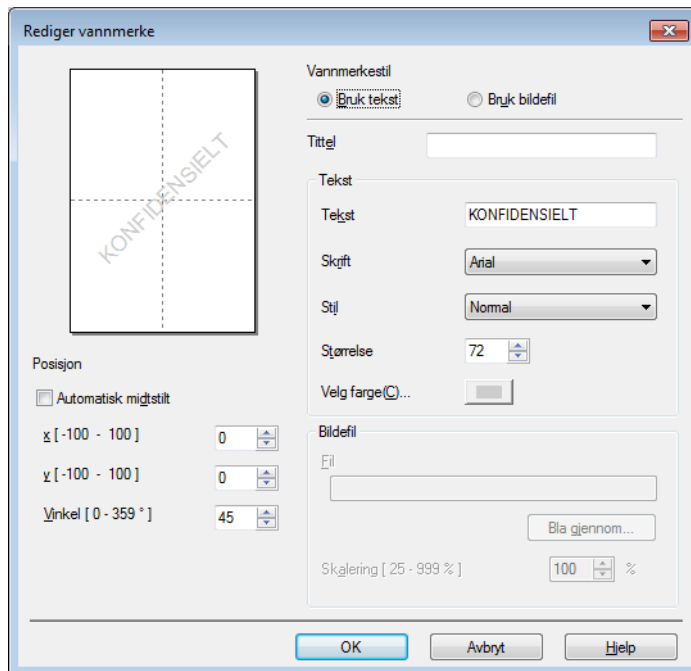 Rediger vannmerke
KONFIDENSIELT
Posisjon
Automatisk midtstilt
x [ -100 - 100 ] 0
y [ -100 - 100 ] 0
Vinkel [ 0 - 359 ° ] 45
Vannmerkestil
Bruk tekst Bruk bildefil
Tittel
Tekst
Tekst KONFIDENSIELT
Skrift Arial
Stil Normal
Størrelse 72
Velg farge(C)...
Bildefil
Fil
Bla gjennom...
Skalering [ 25 - 999 % ] 100 %
OK Avbryt Hjelp